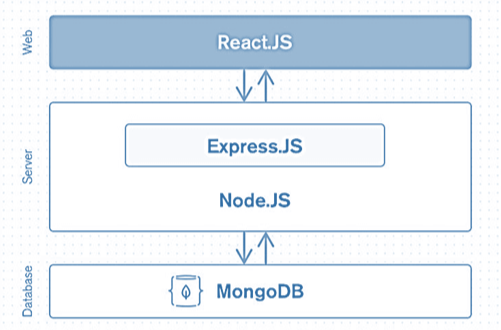 Web
React.JS
Server
Express.JS
Node.JS
Database
MongoDB